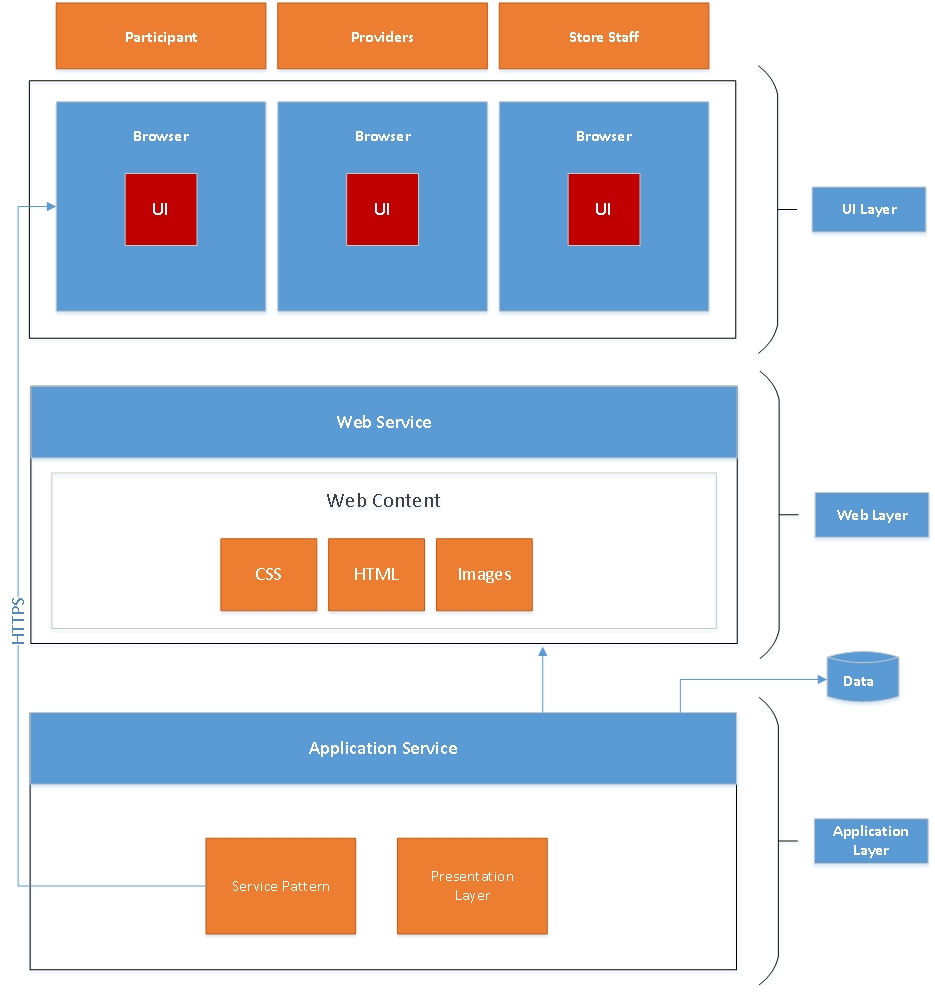 Participant
Providers
Store Staff
Browser
Browser
Browser
UI
UI
UI
UI Layer
Web Service
Web Content
CSS
HTML
Images
Web Layer
HTTPS
Data
Application Service
Application
Layer
Service Pattern
Presentation
Layer